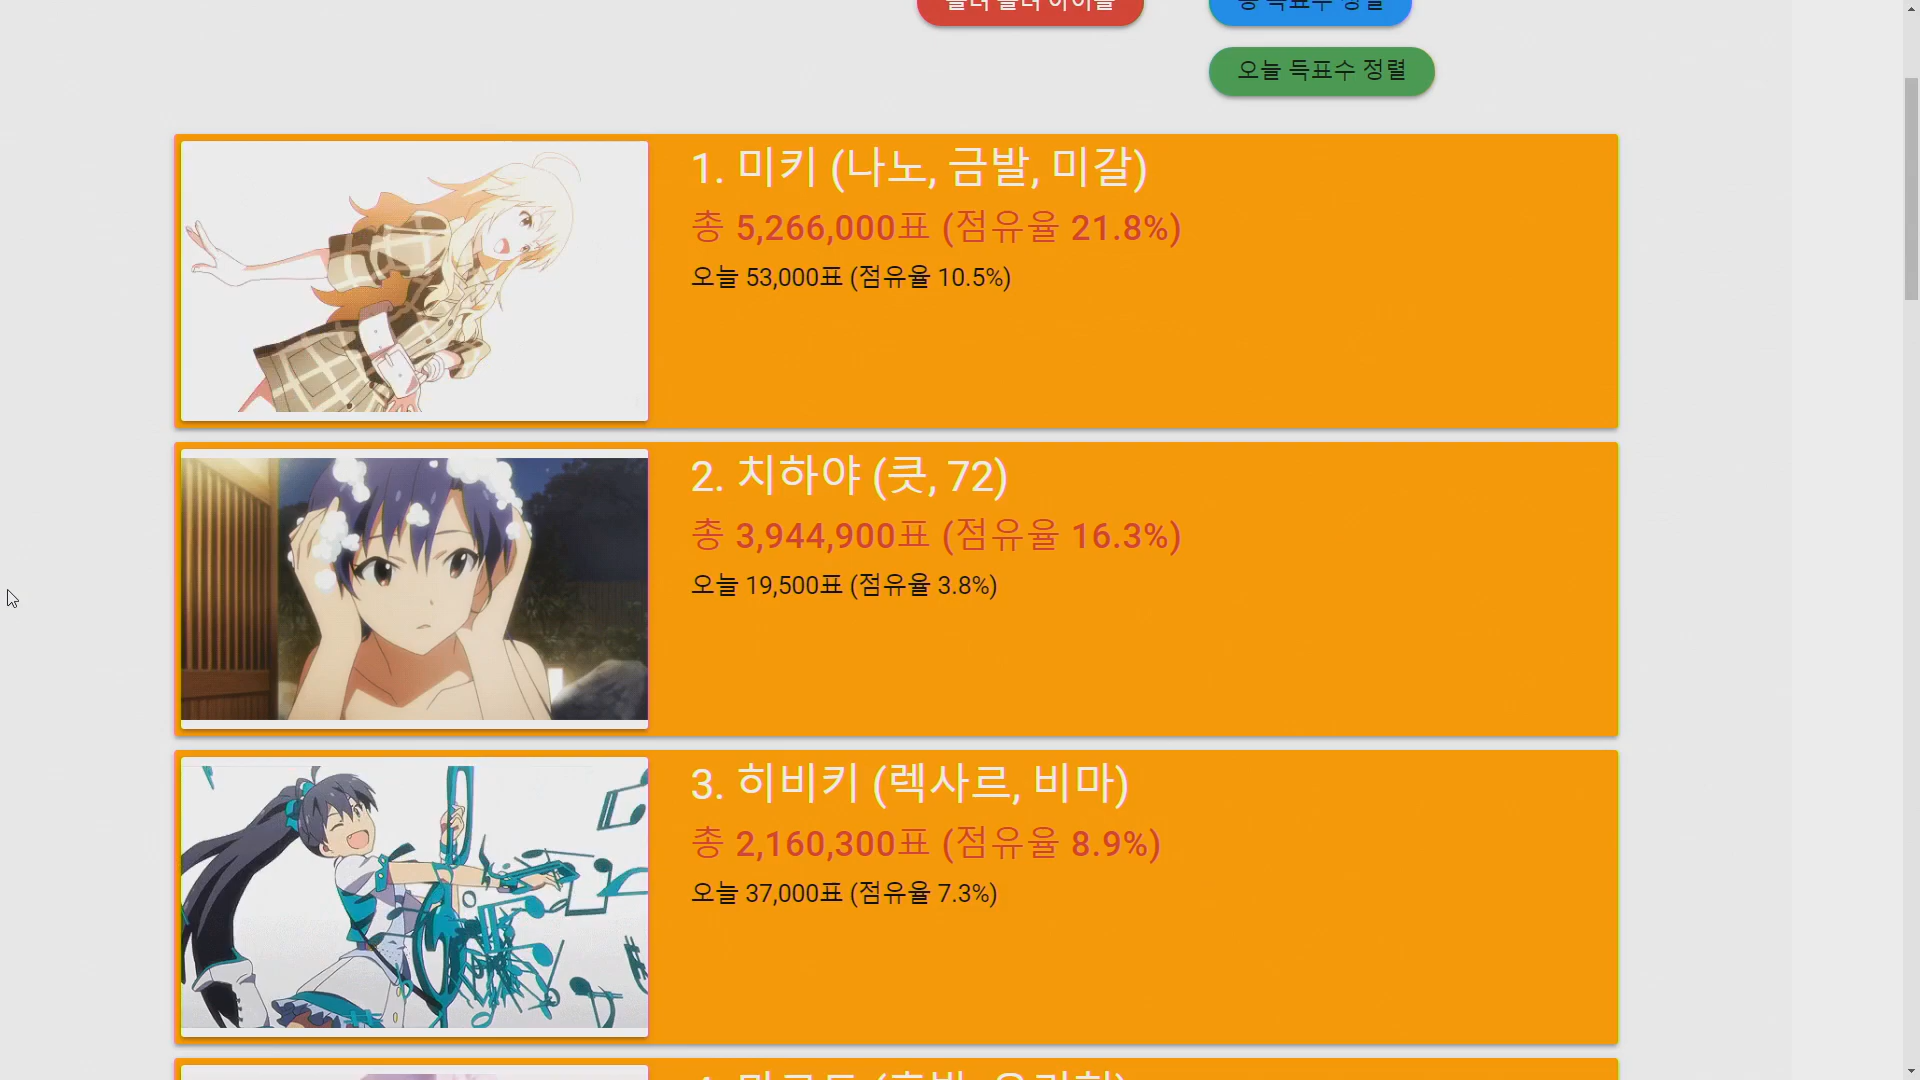 오늘 득표수 정렬
1. 미키 (나노, 금발, 미갈)
총 5,266,000표 (점유율 21.8%)
오늘 53,000표 (점유율 10.5%)
2. 치하야 (큿, 72)
총 3,944,900표 (점유율 16.3%)
오늘 19,500표 (점유율 3.8%)
3. 히비키 (렉사르, 비마)
총 2,160,300표 (점유율 8.9%)
오늘 37,000표 (점유율 7.3%)